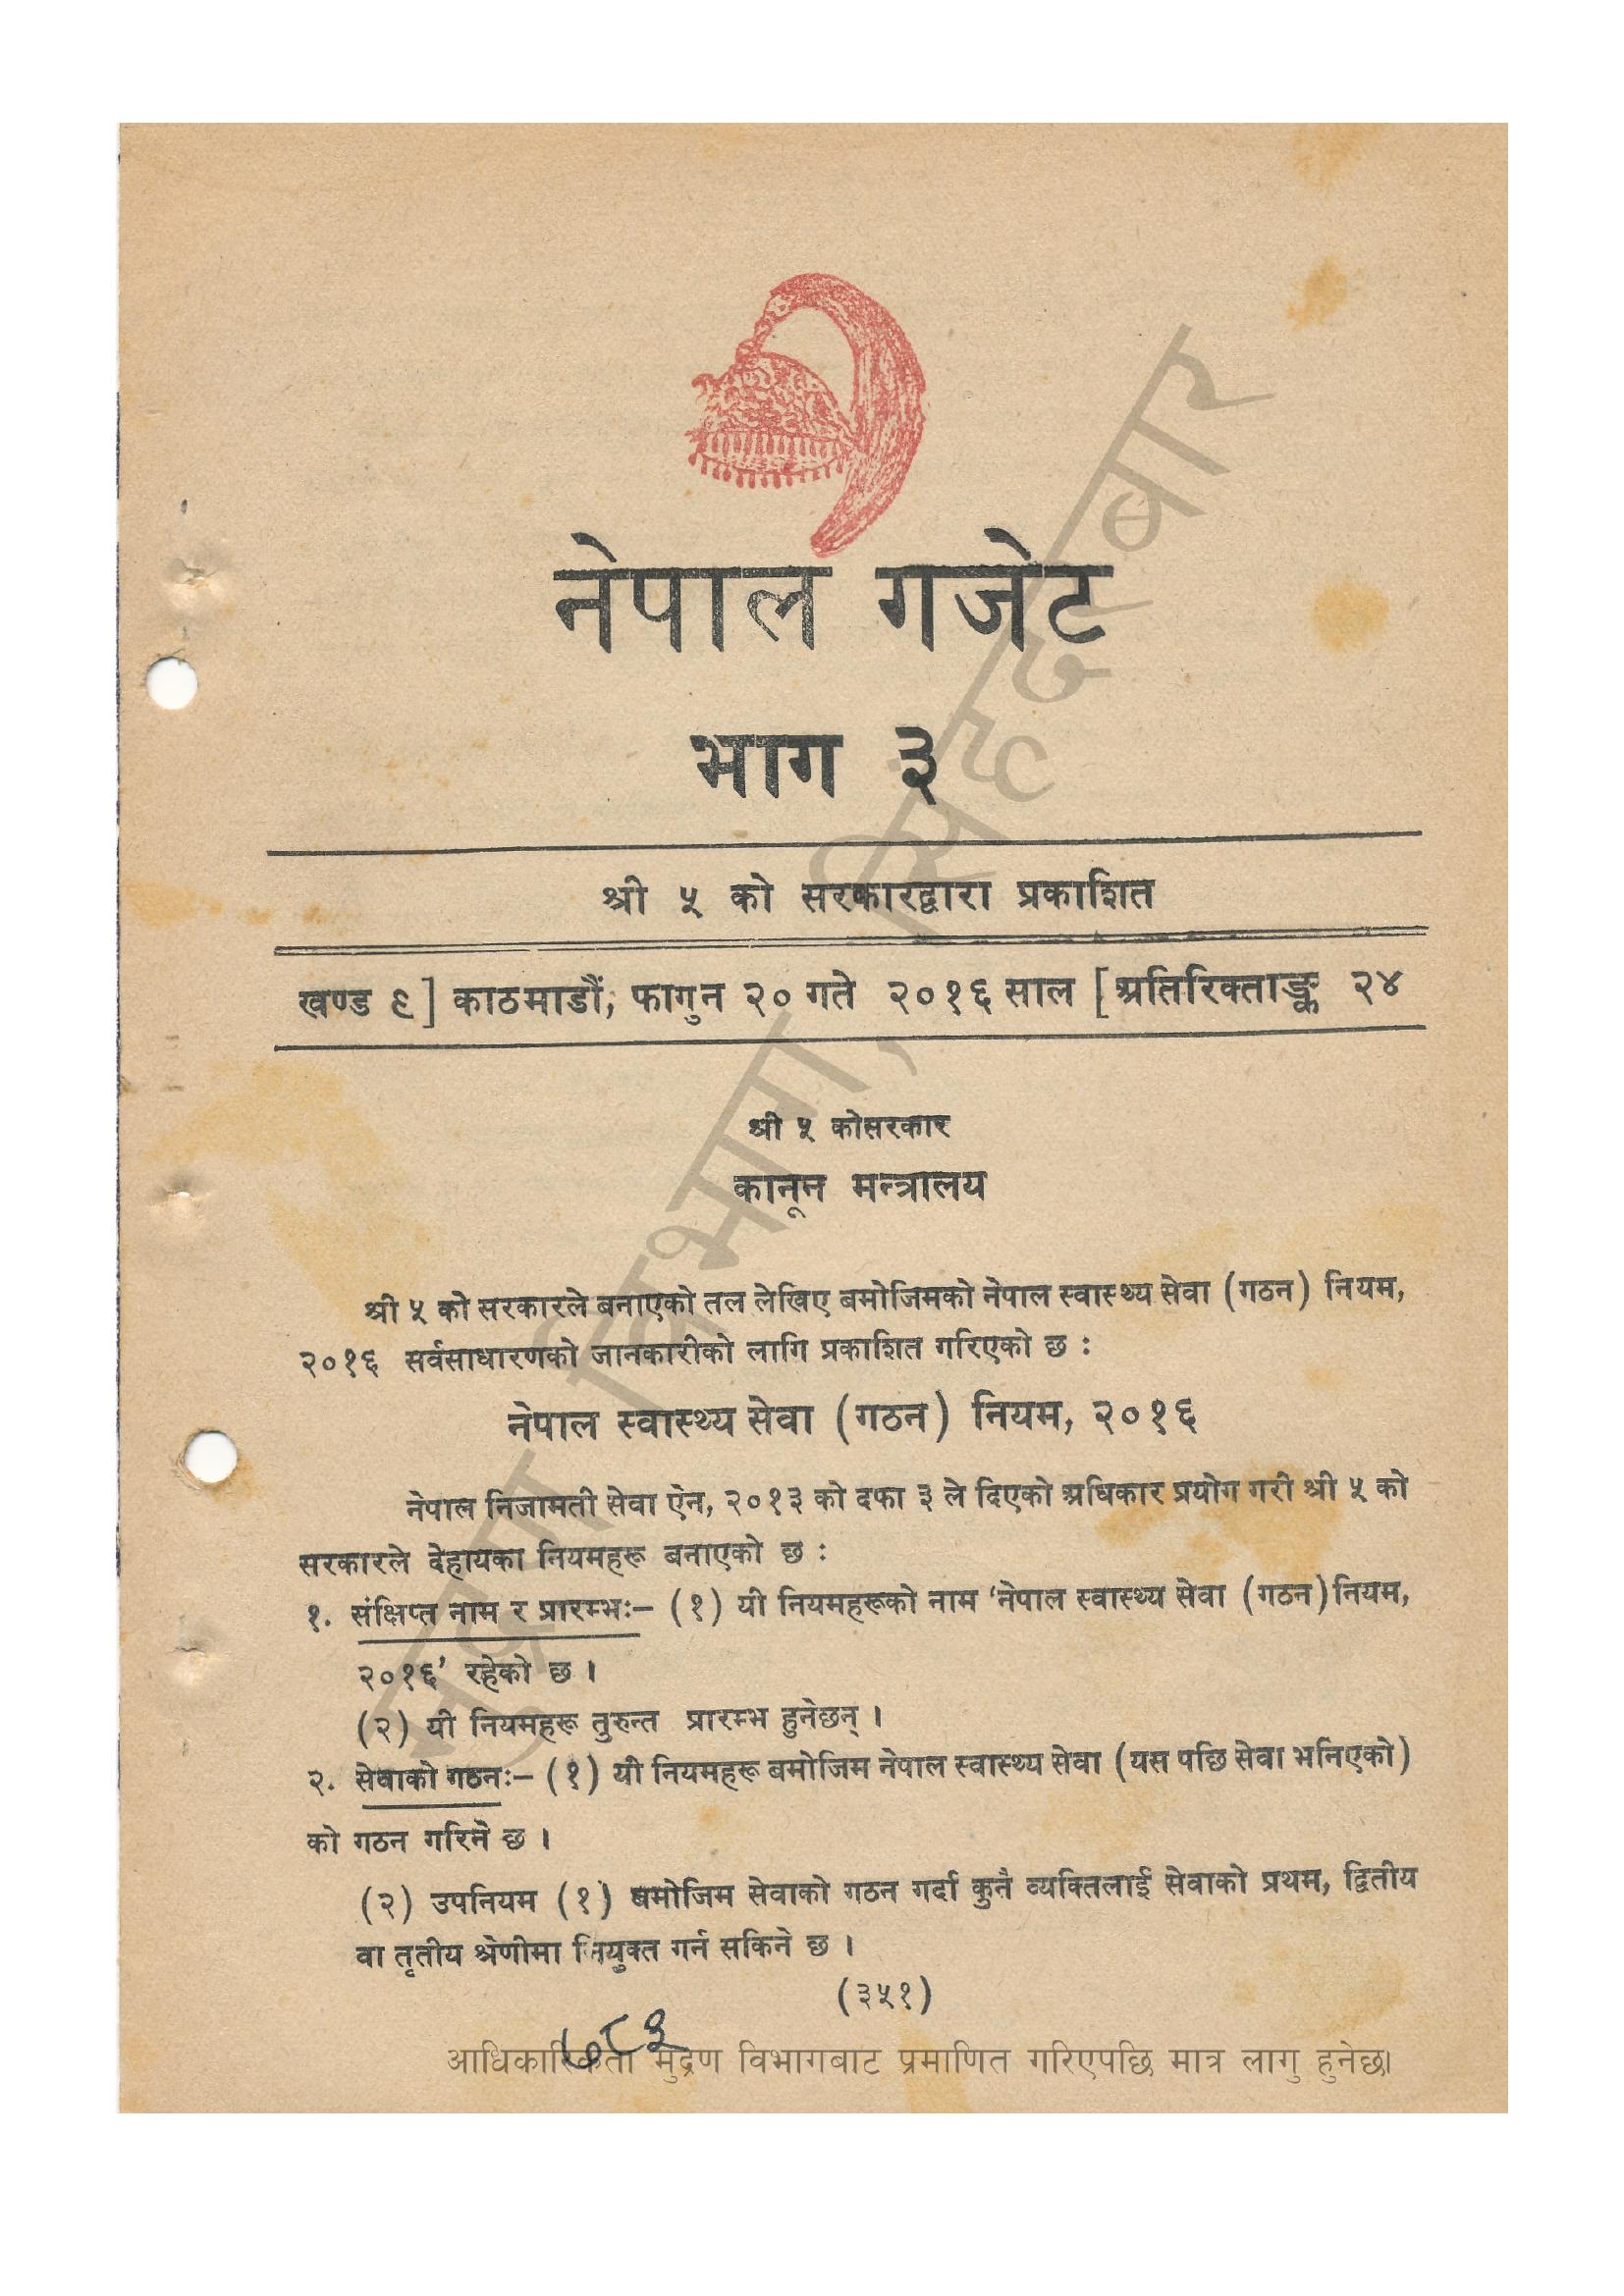 नेपाल गजेट
भाग ३
श्री ५ को सरकारद्वारा प्रकाशित
खण्ड ९] काठमाडौं, फागुन २० गते २०१६ साल [अतिरिक्ताङ्क २४
श्री ५ कोसरकार
कानून मन्त्रालय
श्री ५ को सरकारले बनाएको तल लेखिए बमोजिमको नेपाल स्वास्थ्य सेवा (गठन) नियम,
२०१६ सर्वसाधारणको जानकारीको लागि प्रकाशित गरिएको छ :
नेपाल स्वास्थ्य सेवा (गठन) नियम, २०१६
नेपाल निजामती सेवा ऐन, २०१३ को दफा ३ ले दिएको अधिकार प्रयोग गरी श्री ५ को
सरकारले देहायका नियमहरू बनाएको छ :
१. संक्षिप्त नाम र प्रारम्भः– (१) यी नियमहरूको नाम ‘नेपाल स्वास्थ्य सेवा (गठन) नियम,
२०१६’ रहेको छ ।
(२) यी नियमहरू तुरुन्त प्रारम्भ हुनेछन् ।
२. सेवाको गठनः– (१) यी नियमहरू बमोजिम नेपाल स्वास्थ्य सेवा (यस पछि सेवा भनिएको)
को गठन गरिने छ ।
(२) उपनियम (१) बमोजिम सेवाको गठन गर्दा कुनै व्यक्तिलाई सेवाको प्रथम, द्वितीय
वा तृतीय श्रेणीमा नियुक्त गर्न सकिने छ ।
(३५१)
७८३
आधिकारिकता मुद्रण विभागबाट प्रमाणित गरिएपछि मात्र लागु हुनेछ।
मुद्रण विभाग, सिंहदरबार